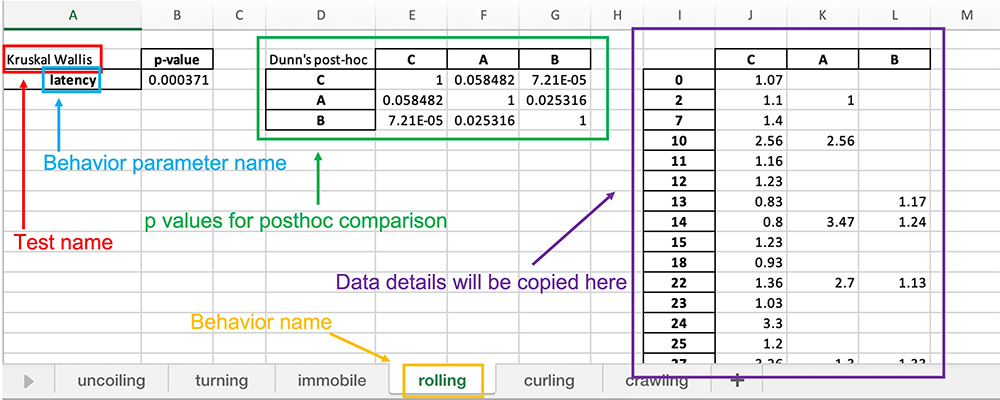 A B C D E F G H I J K L M
Kruskal Wallis p-value Dunn's post-hoc C A B C A B
latency 0.000371 C 1 0.058482 7.21E-05 0 1.07
A 0.058482 1 0.025316 2 1.1 1
B 7.21E-05 0.025316 1 7 1.4
10 2.56 2.56
Behavior parameter name 11 1.16
12 1.23
13 0.83 1.17
p values for posthoc comparison 14 0.8 3.47 1.24
Test name 15 1.23
18 0.93
Data details will be copied here 22 1.36 2.7 1.13
23 1.03
Behavior name 24 3.3
25 1.2
uncoiling turning immobile rolling curling crawling +